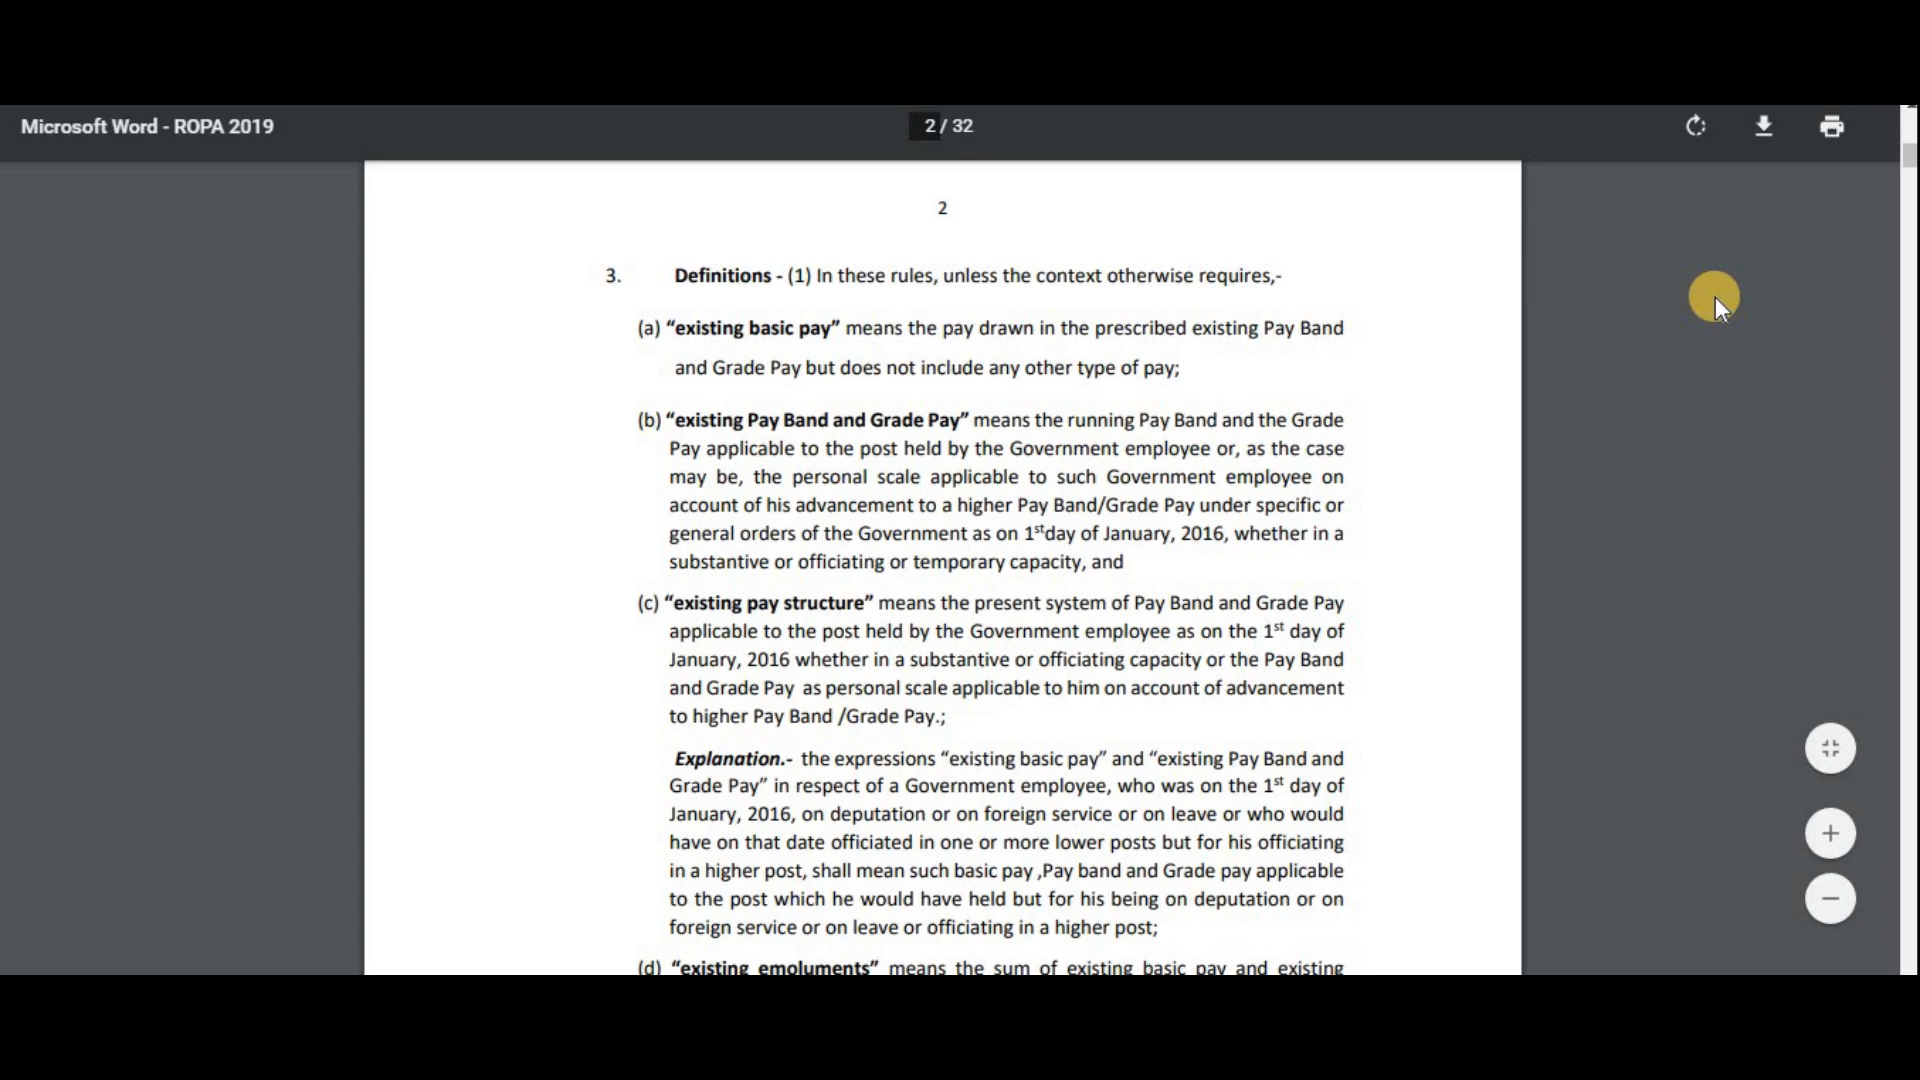 Microsoft Word - ROPA 2019
2 / 32
2
3. Definitions - (1) In these rules, unless the context otherwise requires,-
(a) “existing basic pay” means the pay drawn in the prescribed existing Pay Band
and Grade Pay but does not include any other type of pay;
(b) “existing Pay Band and Grade Pay” means the running Pay Band and the Grade
Pay applicable to the post held by the Government employee or, as the case
may be, the personal scale applicable to such Government employee on
account of his advancement to a higher Pay Band/Grade Pay under specific or
general orders of the Government as on 1stday of January, 2016, whether in a
substantive or officiating or temporary capacity, and
(c) “existing pay structure” means the present system of Pay Band and Grade Pay
applicable to the post held by the Government employee as on the 1st day of
January, 2016 whether in a substantive or officiating capacity or the Pay Band
and Grade Pay as personal scale applicable to him on account of advancement
to higher Pay Band /Grade Pay.;
Explanation.- the expressions “existing basic pay” and “existing Pay Band and
Grade Pay” in respect of a Government employee, who was on the 1st day of
January, 2016, on deputation or on foreign service or on leave or who would
have on that date officiated in one or more lower posts but for his officiating
in a higher post, shall mean such basic pay ,Pay band and Grade pay applicable
to the post which he would have held but for his being on deputation or on
foreign service or on leave or officiating in a higher post;
(d) “existing emoluments” means the sum of existing basic pay and existing